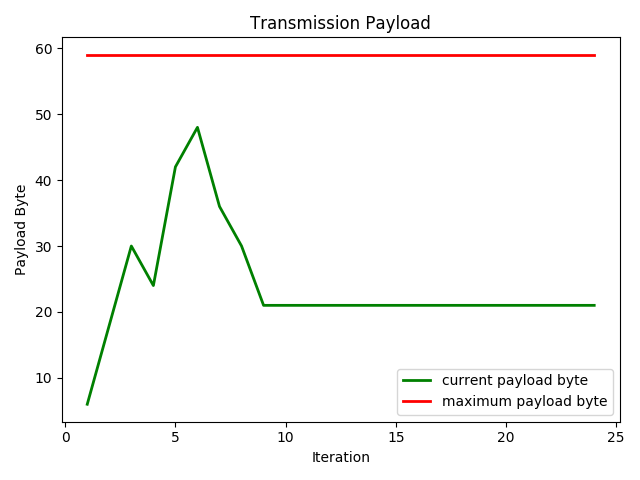 Transmission Payload
Payload Byte
60
50
40
30
20
10
0
5
10
15
20
25
Iteration
current payload byte
maximum payload byte